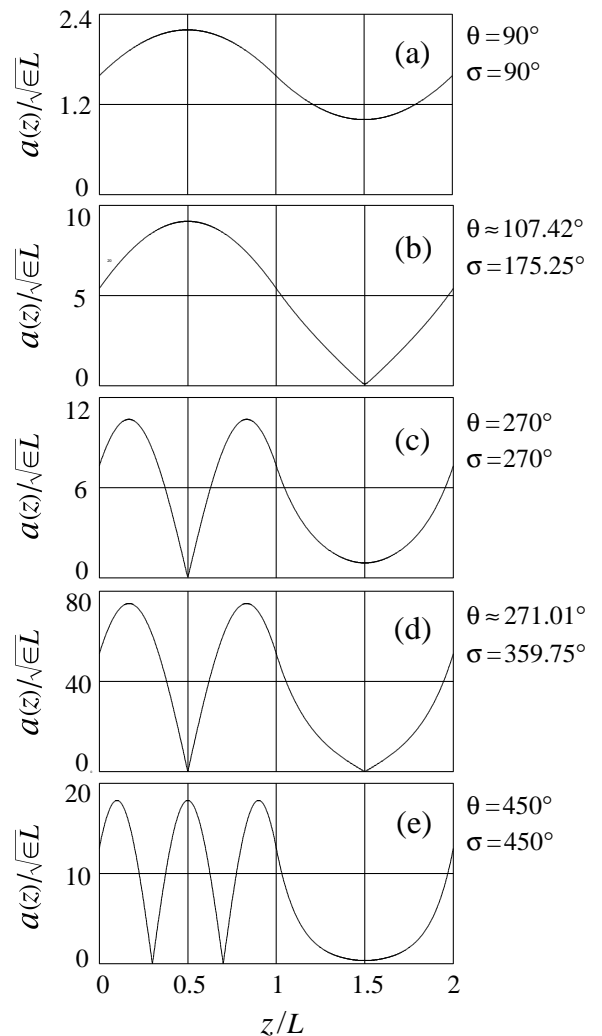 2.4
1.2
0
a(z)/√∈L
(a)
θ=90°
σ=90°
10
5
0
a(z)/√∈L
(b)
θ≈107.42°
σ=175.25°
12
6
0
a(z)/√∈L
(c)
θ=270°
σ=270°
80
40
0
a(z)/√∈L
(d)
θ≈271.01°
σ=359.75°
20
10
0
a(z)/√∈L
(e)
θ=450°
σ=450°
0 0.5 1 1.5 2
z/L